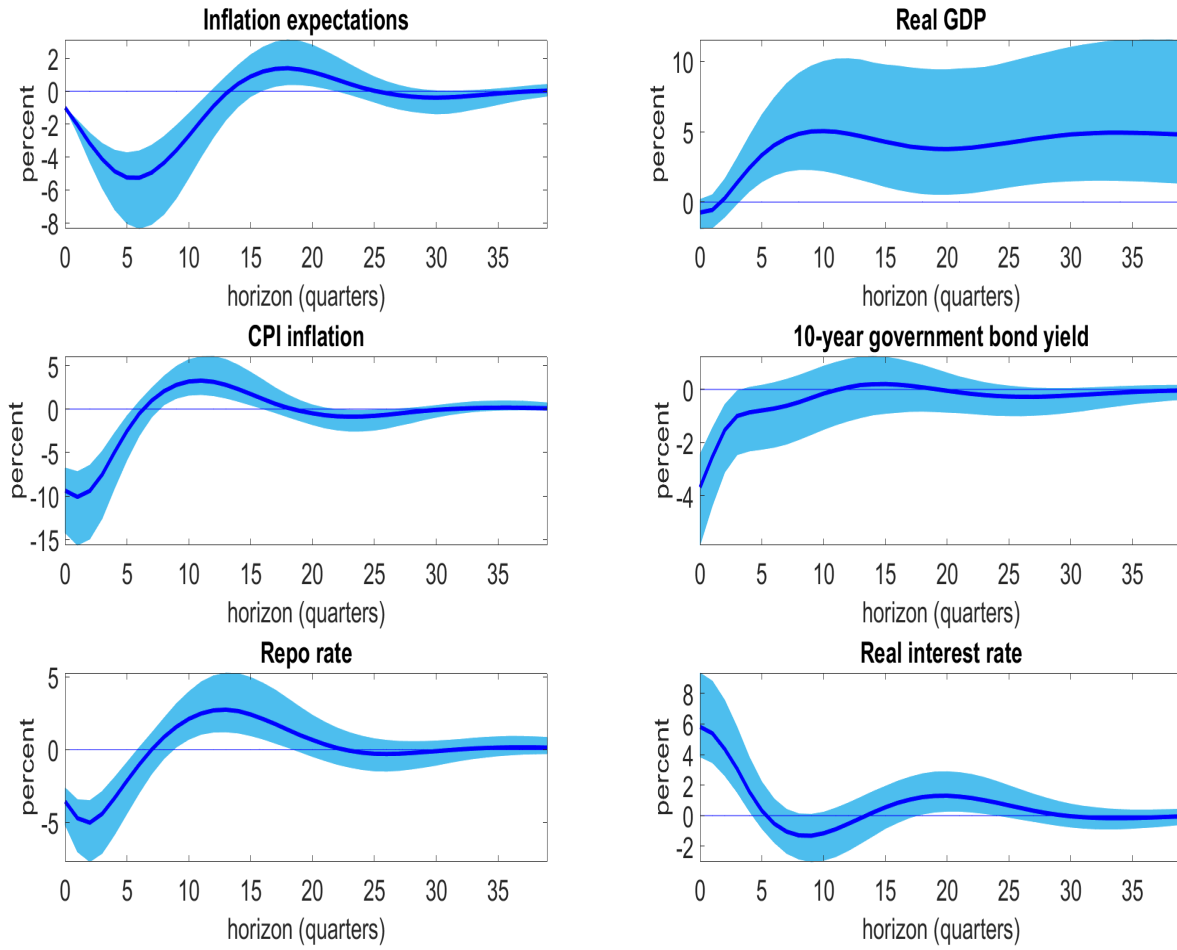 Inflation expectations
percent
2
0
-2
-4
-6
-8
0 5 10 15 20 25 30 35
horizon (quarters)
Real GDP
percent
10
5
0
0 5 10 15 20 25 30 35
horizon (quarters)
CPI inflation
percent
5
0
-5
-10
-15
0 5 10 15 20 25 30 35
horizon (quarters)
10-year government bond yield
percent
0
-2
-4
0 5 10 15 20 25 30 35
horizon (quarters)
Repo rate
percent
5
0
-5
0 5 10 15 20 25 30 35
horizon (quarters)
Real interest rate
percent
8
6
4
2
0
-2
0 5 10 15 20 25 30 35
horizon (quarters)